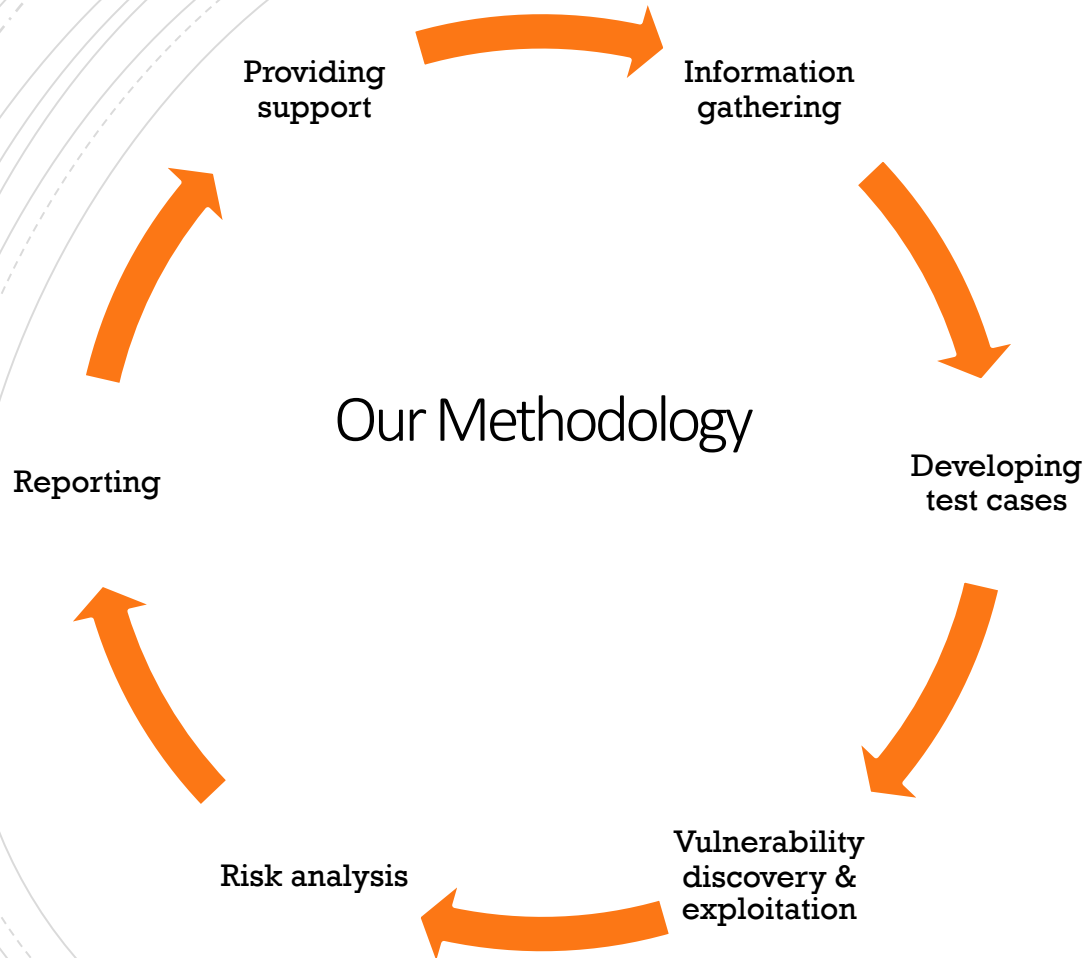 Providing
support
Information
gathering
Our Methodology
Developing
test cases
Reporting
Vulnerability
discovery &
exploitation
Risk analysis